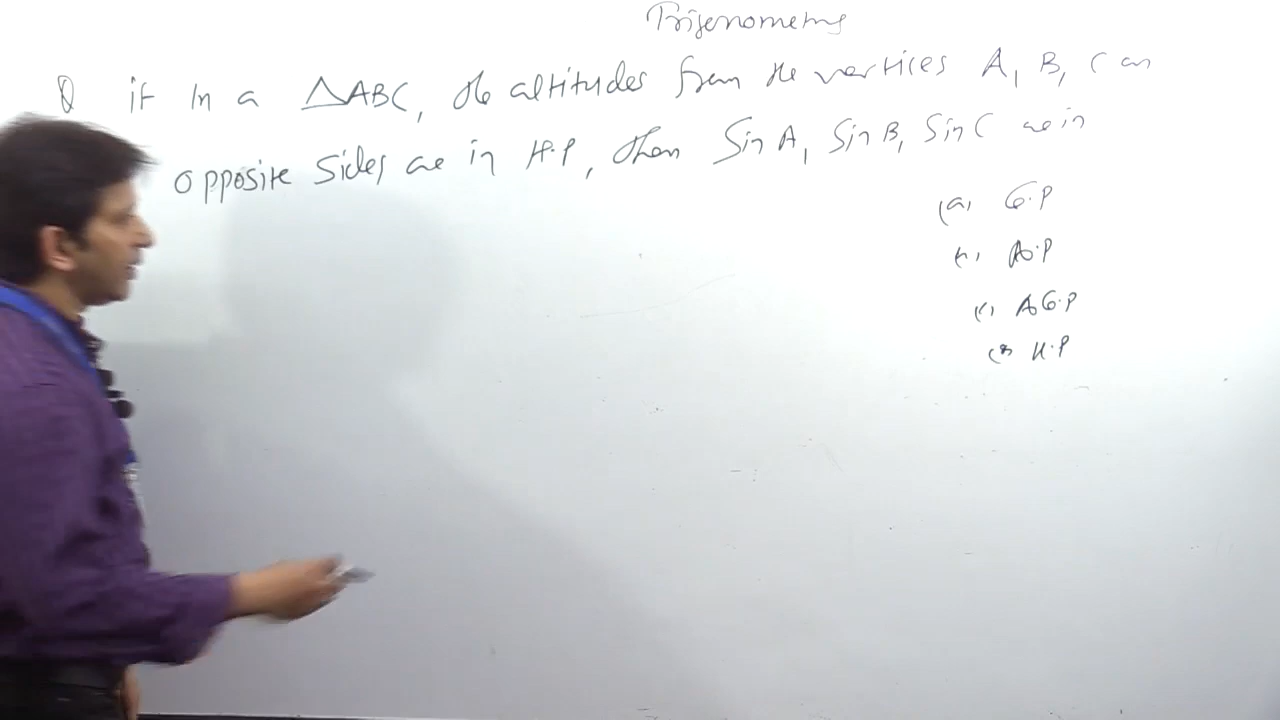 Trigonometry
Q if in a △ABC, the altitudes from the vertices A, B, C on
opposite sides are in H.P, then Sin A, Sin B, Sin C are in
(a) G.P
(b) A.P
(c) A.G.P
(d) H.P